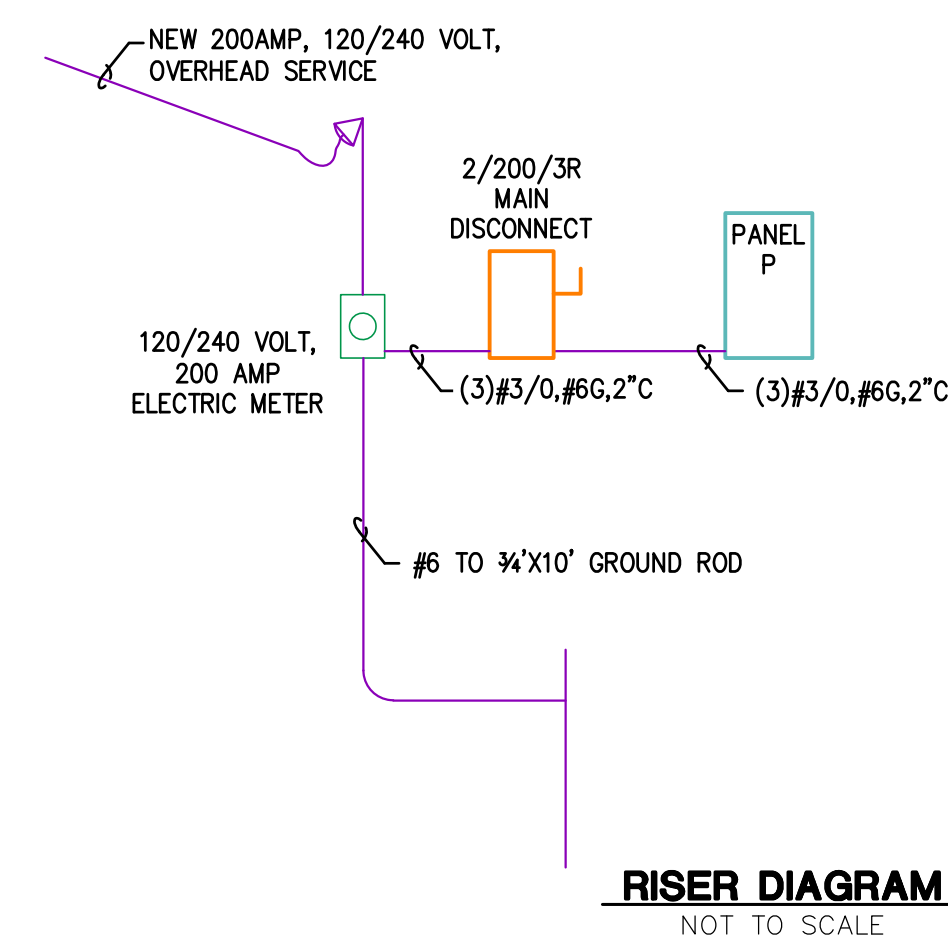 NEW 200AMP, 120/240 VOLT,
OVERHEAD SERVICE
2/200/3R
MAIN
DISCONNECT
PANEL
P
120/240 VOLT,
200 AMP
ELECTRIC METER
(3)#3/0,#6G,2"C
(3)#3/0,#6G,2"C
#6 TO ¾'X10' GROUND ROD
RISER DIAGRAM
NOT TO SCALE